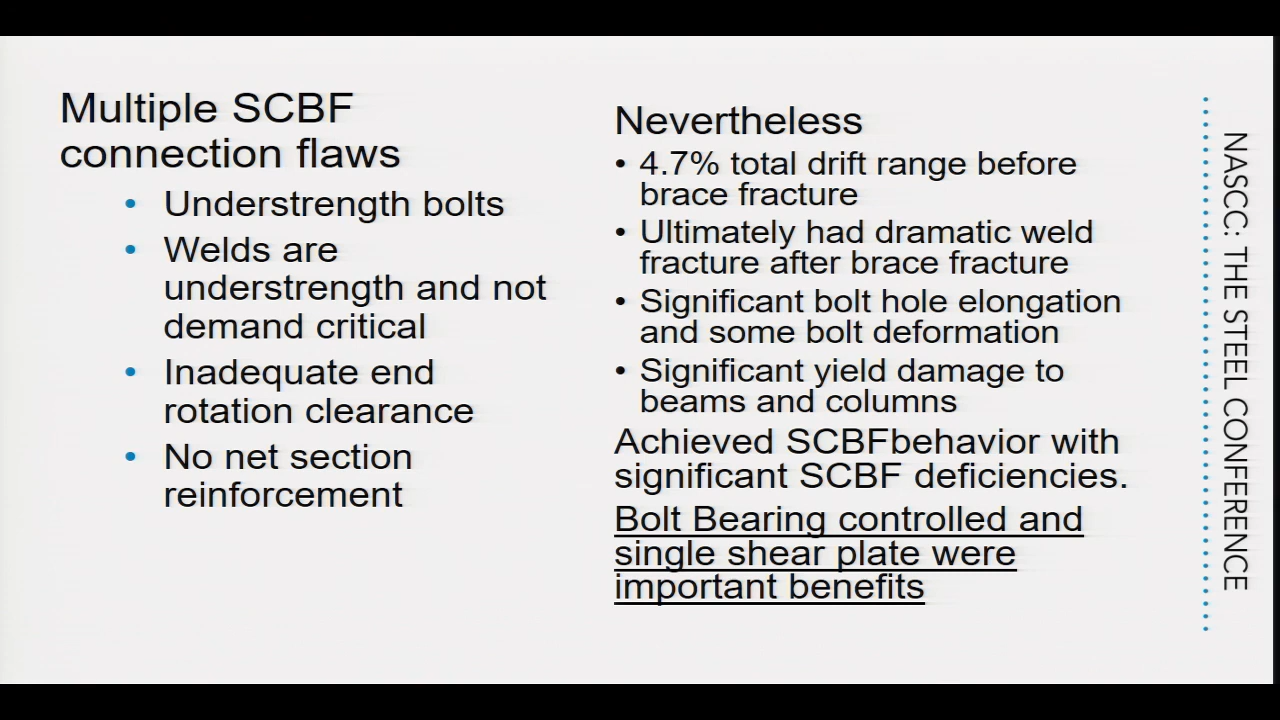 Multiple SCBF
connection flaws
• Understrength bolts
• Welds are
understrength and not
demand critical
• Inadequate end
rotation clearance
• No net section
reinforcement
Nevertheless
• 4.7% total drift range before
brace fracture
• Ultimately had dramatic weld
fracture after brace fracture
• Significant bolt hole elongation
and some bolt deformation
• Significant yield damage to
beams and columns
Achieved SCBFbehavior with
significant SCBF deficiencies.
Bolt Bearing controlled and
single shear plate were
important benefits
NASCC: THE STEEL CONFERENCE